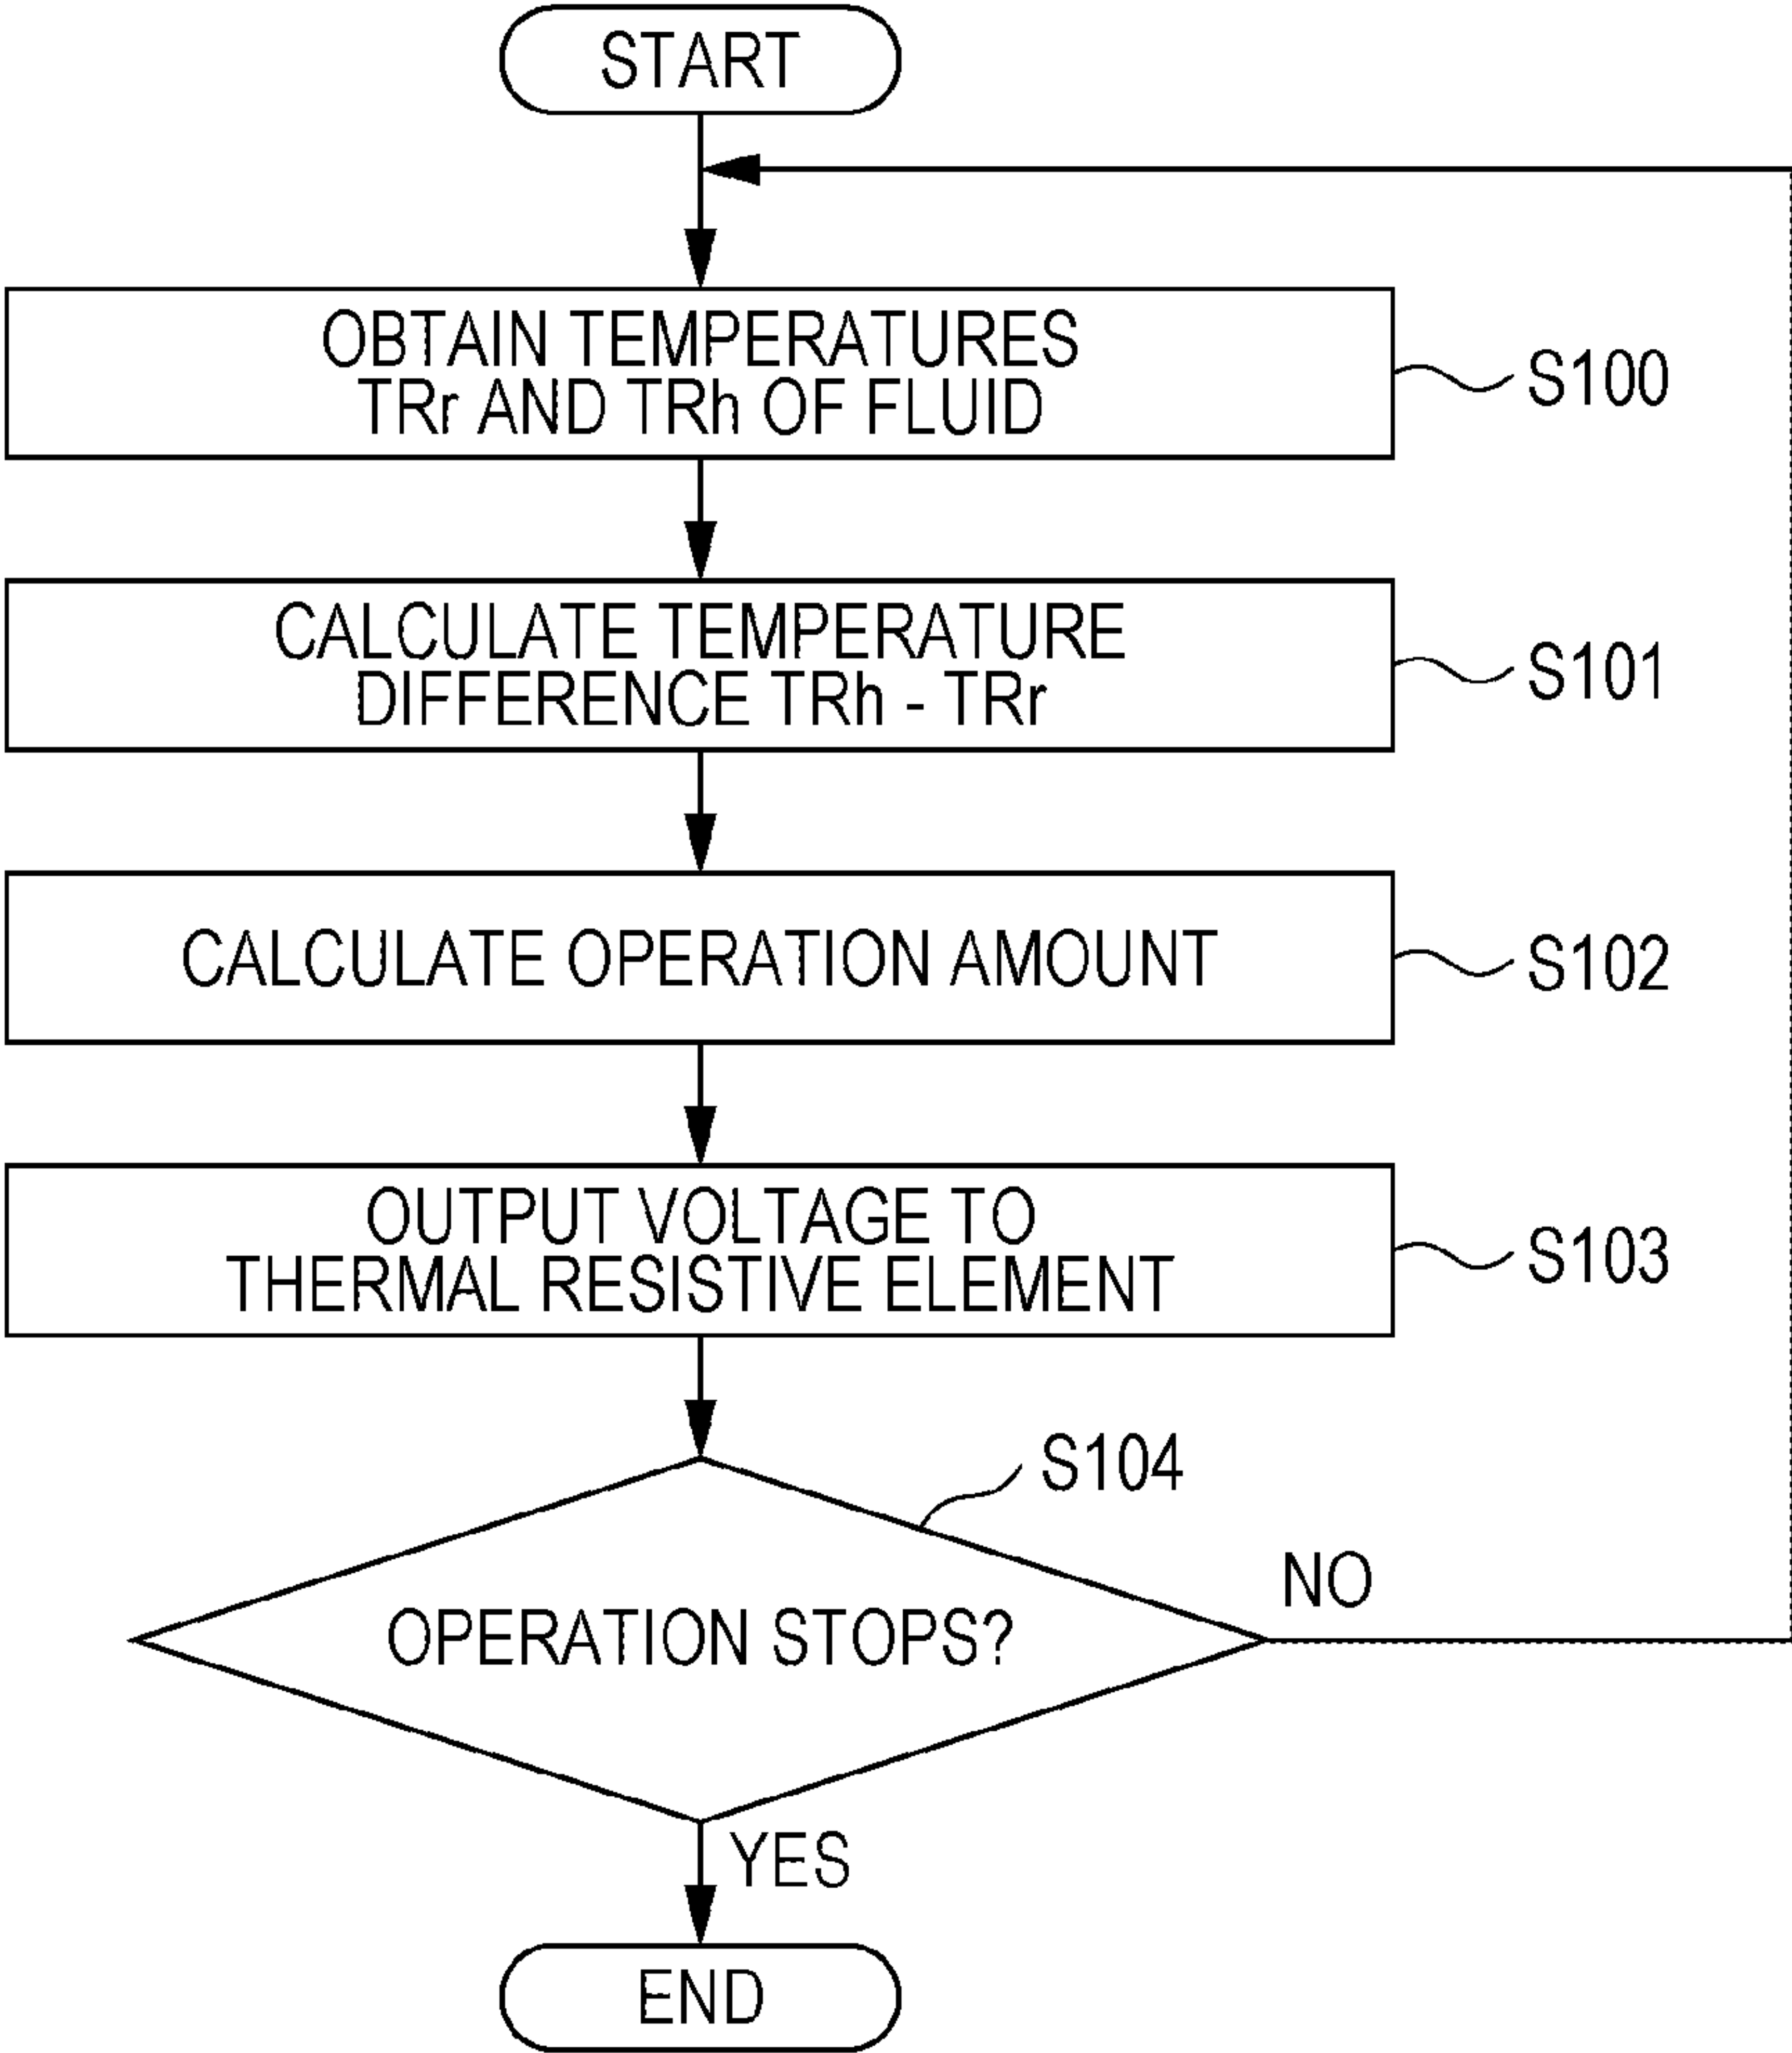 START
OBTAIN TEMPERATURES
TRr AND TRh OF FLUID
S100
CALCULATE TEMPERATURE
DIFFERENCE TRh - TRr
S101
CALCULATE OPERATION AMOUNT
S102
OUTPUT VOLTAGE TO
THERMAL RESISTIVE ELEMENT
S103
S104
OPERATION STOPS?
NO
YES
END